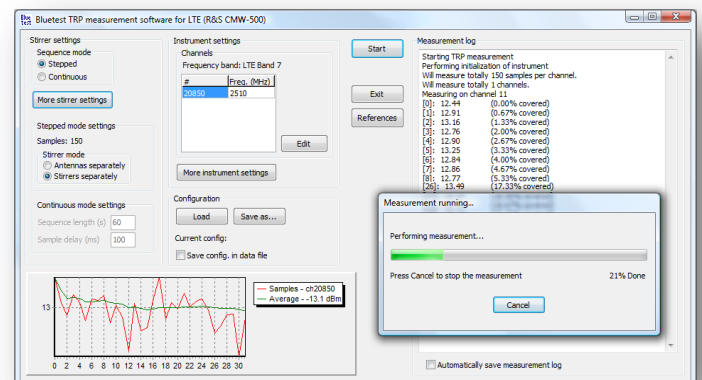 Blue
test
Bluetest TRP measurement software for LTE (R&S CMW-500)
Stirrer settings
Sequence mode
Stepped
Continuous
More stirrer settings
Stepped mode settings
Samples: 150
Stirrer mode
Antennas separately
Stirrers separately
Continuous mode settings
Sequence length (s) 60
Sample delay (ms) 100
Instrument settings
Channels
Frequency band: LTE Band 7
# Freq. (MHz)
20850 2510
Edit
More instrument settings
Configuration
Load Save as...
Current config:
Save config. in data file
Start
Exit
References
Measurement log
Starting TRP measurement
Performing initialization of instrument
Will measure totally 150 samples per channel.
Will measure totally 1 channels.
Measuring on channel 11
[0]: 12.44 (0.00% covered)
[1]: 12.91 (0.67% covered)
[2]: 13.16 (1.33% covered)
[3]: 12.76 (2.00% covered)
[4]: 12.90 (2.67% covered)
[5]: 13.25 (3.33% covered)
[6]: 12.84 (4.00% covered)
[7]: 12.86 (4.67% covered)
[8]: 12.77 (5.33% covered)
[26]: 13.49 (17.33% covered)
Measurement running..
Performing measurement...
Press Cancel to stop the measurement 21% Done
Cancel
Automatically save measurement log
Samples - ch20850
Average - -13.1 dBm
13
0 2 4 6 8 10 12 14 16 18 20 22 24 26 28 30